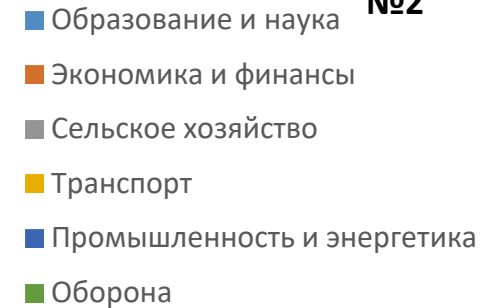 №2
Образование и наука
Экономика и финансы
Сельское хозяйство
Транспорт
Промышленность и энергетика
Оборона